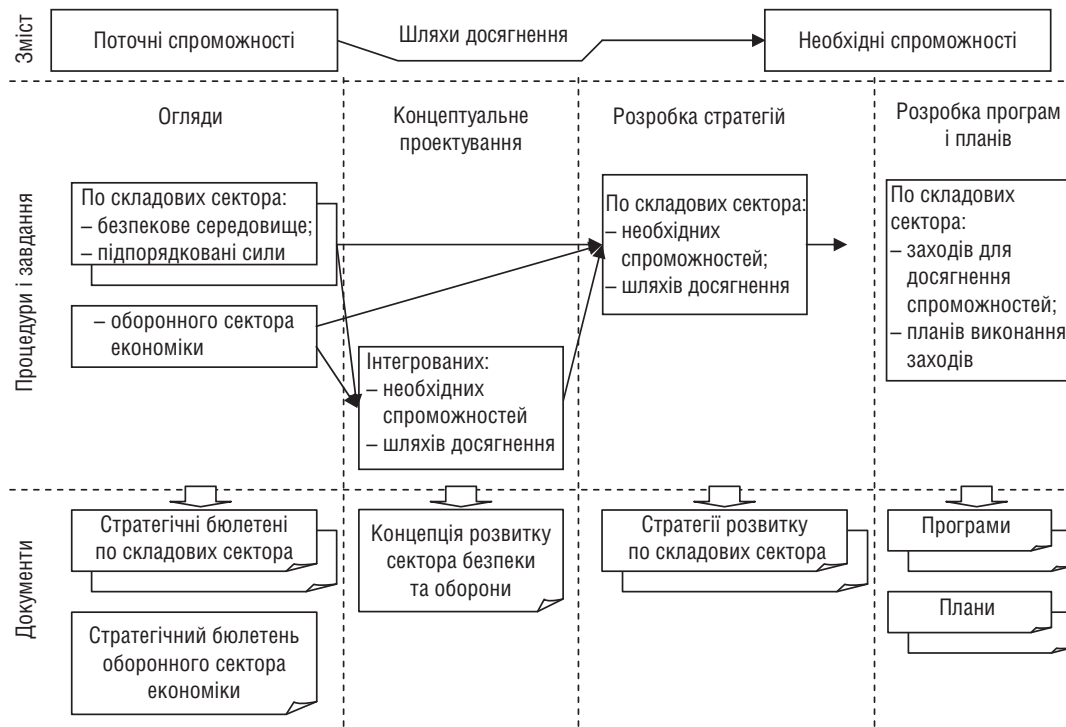 Зміст
Поточні спроможності
Шляхи досягнення
Необхідні спроможності
Процедури і завдання
Огляди
Концептуальне
проектування
Розробка стратегій
Розробка програм
і планів
По складових сектора:
– безпекове середовище;
– підпорядковані сили
– оборонного сектора
економіки
Інтегрованих:
– необхідних
спроможностей
– шляхів досягнення
По складових сектора:
– необхідних
спроможностей;
– шляхів досягнення
По складових
сектора:
– заходів для
досягнення
спроможностей;
– планів виконання
заходів
Документи
Стратегічні бюлетені
по складових сектора
Стратегічний бюлетень
оборонного сектора
економіки
Концепція розвитку
сектора безпеки
та оборони
Стратегії розвитку
по складових сектора
Програми
Плани